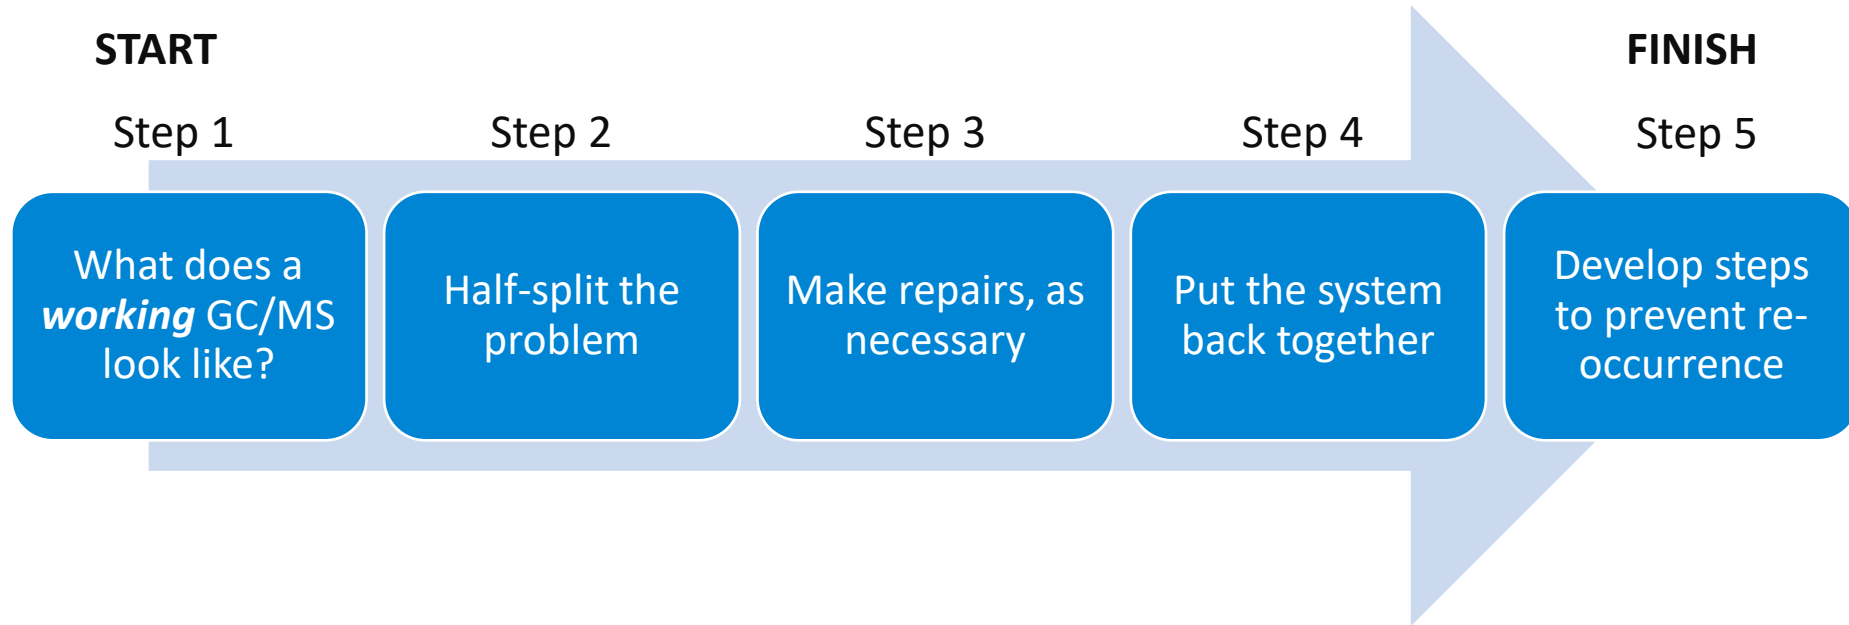 START
FINISH
Step 1
Step 2
Step 3
Step 4
Step 5
What does a
working GC/MS
look like?
Half-split the
problem
Make repairs, as
necessary
Put the system
back together
Develop steps
to prevent re-
occurrence